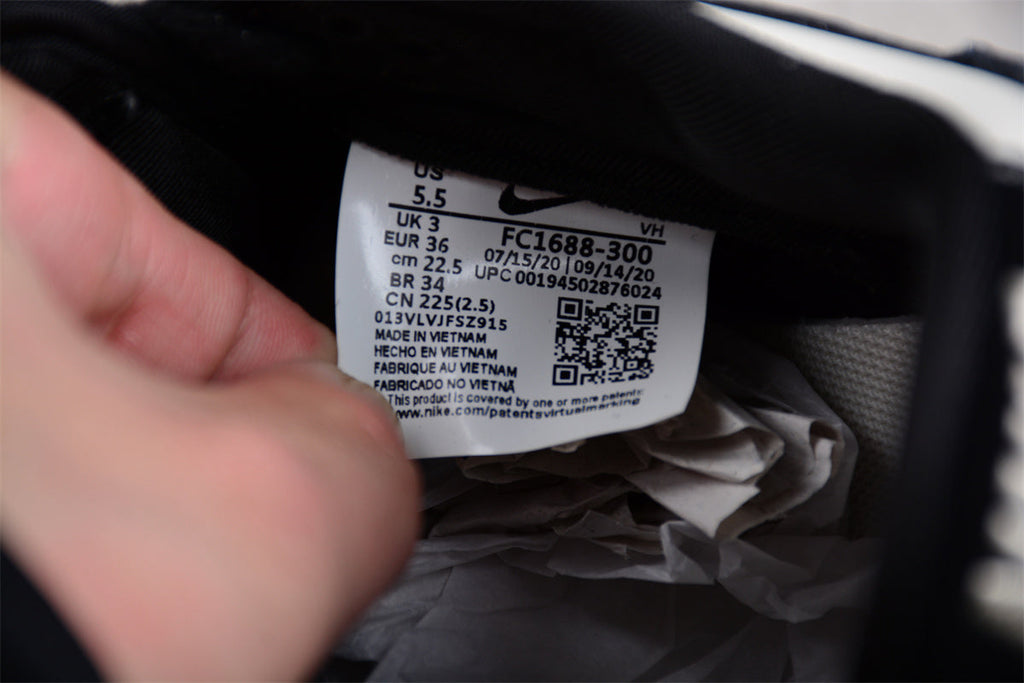 US
5.5
UK 3
EUR 36
cm 22.5
BR 34
CN 225(2.5)
VH
FC1688-300
07/15/20 | 09/14/20
UPC 00194502876024
013VLVJFSZ915
MADE IN VIETNAM
HECHO EN VIETNAM
FABRIQUE AU VIETNAM
FABRICADO NO VIETNÃ
This product is covered by one or more patents
www.nike.com/patentsvirtualmarking